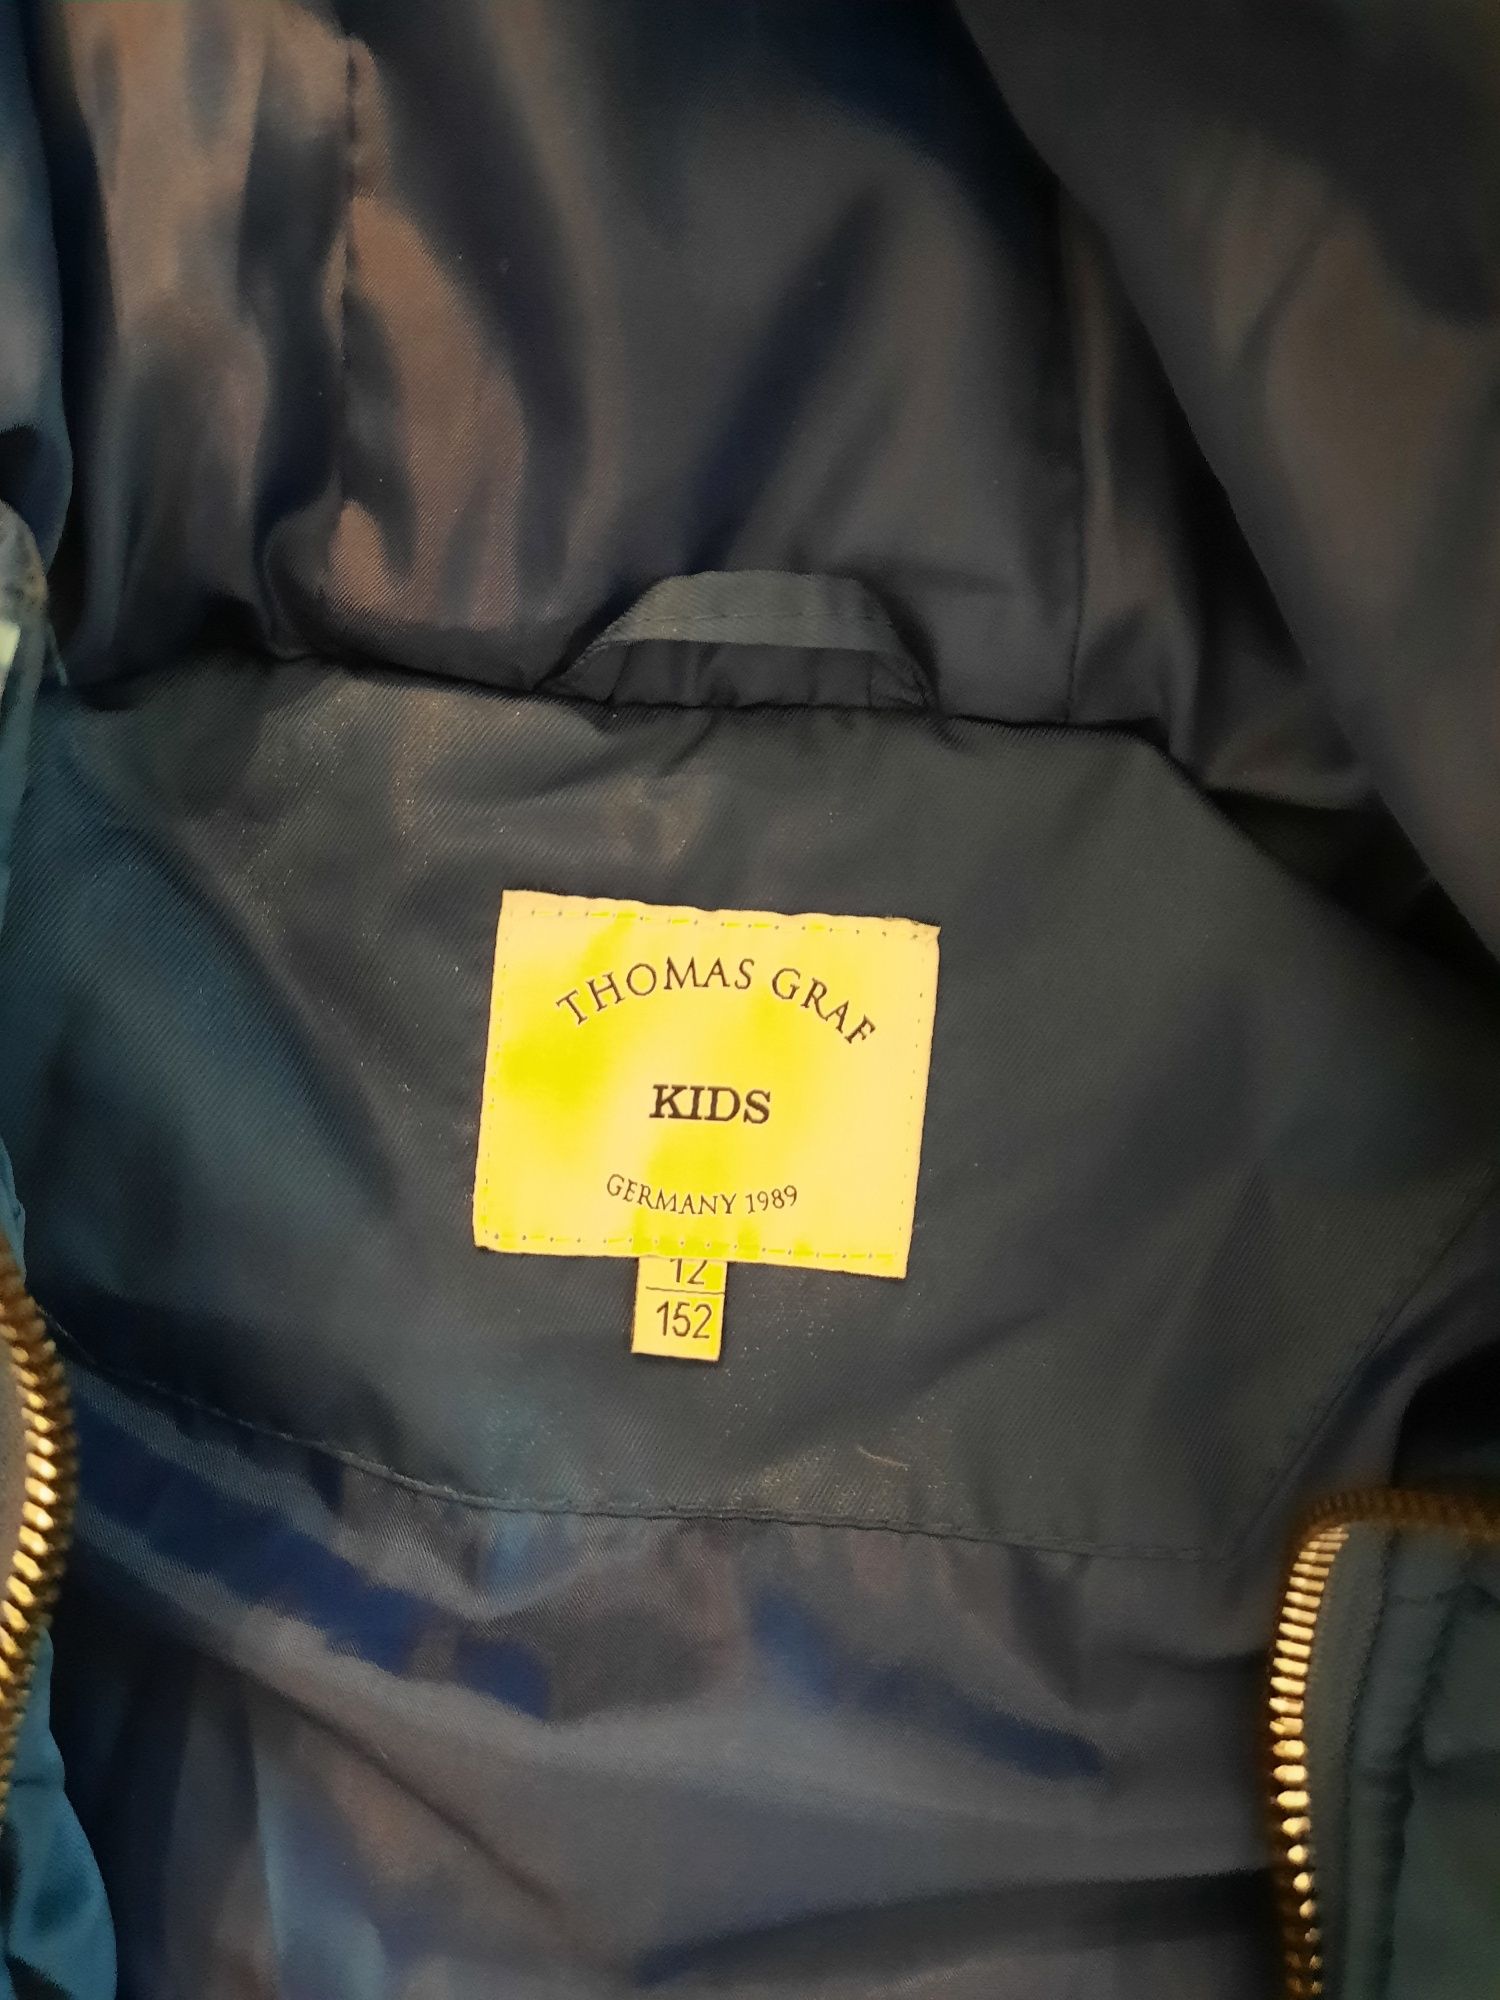 THOMAS GRAF
KIDS
GERMANY 1989
12
152